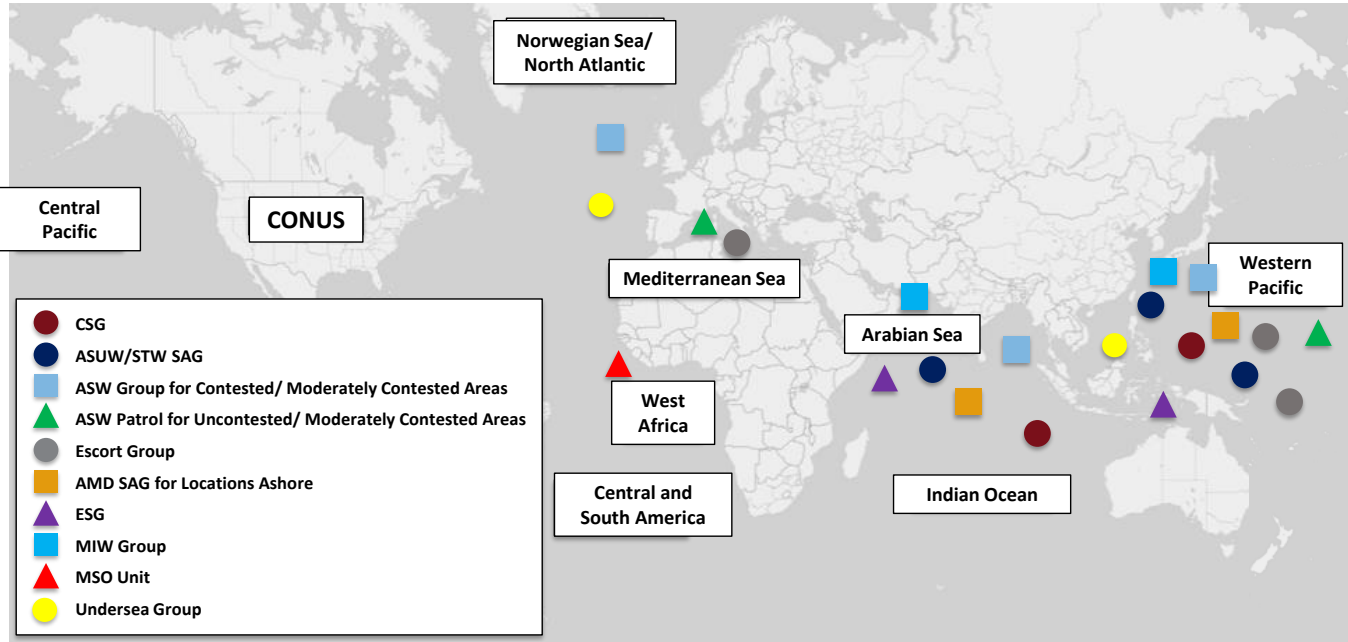 Norwegian Sea/
North Atlantic
Central
Pacific
CONUS
Mediterranean Sea
Western
Pacific
Arabian Sea
West
Africa
Central and
South America
Indian Ocean
CSG
ASUW/STW SAG
ASW Group for Contested/ Moderately Contested Areas
ASW Patrol for Uncontested/ Moderately Contested Areas
Escort Group
AMD SAG for Locations Ashore
ESG
MIW Group
MSO Unit
Undersea Group